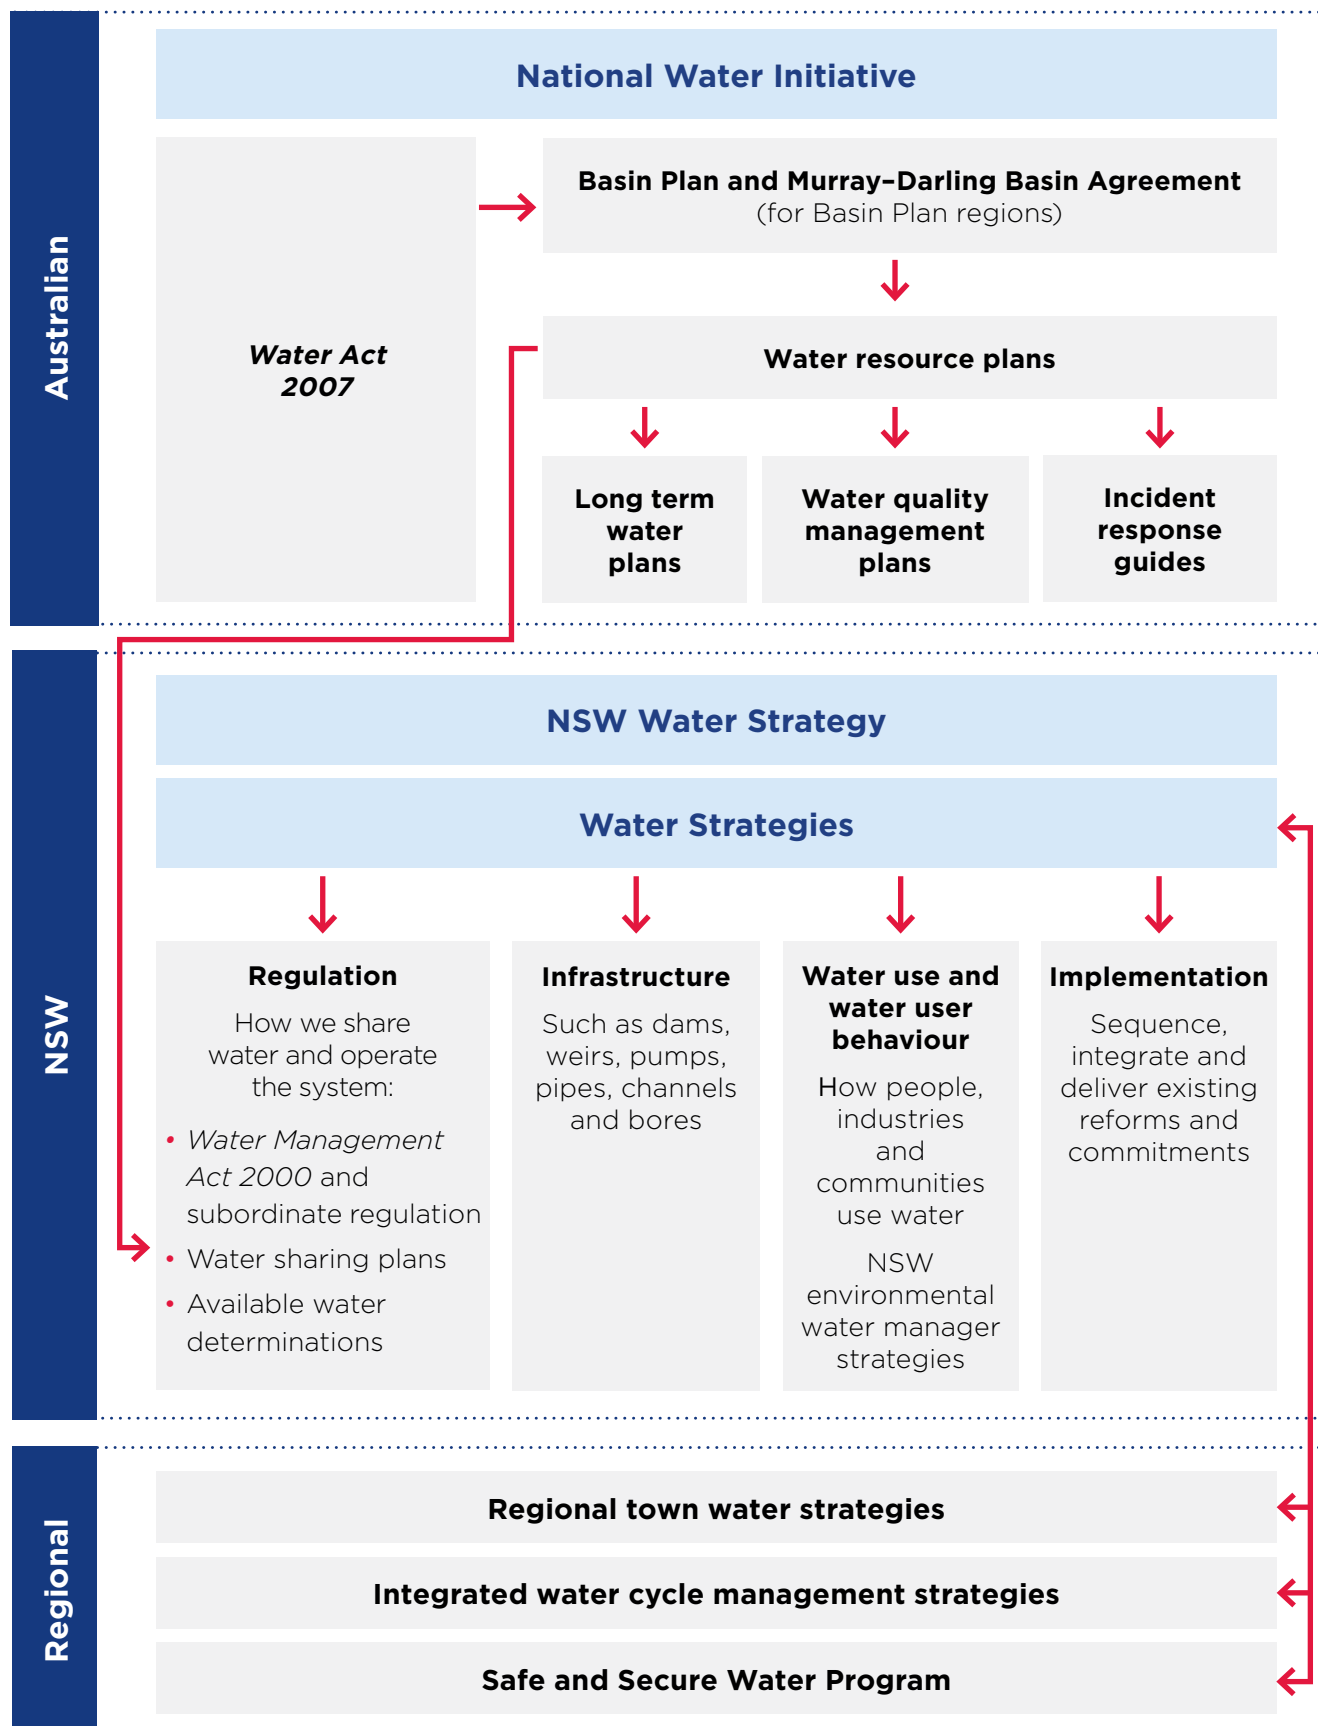 Australian
National Water Initiative
Water Act
2007
Basin Plan and Murray–Darling Basin Agreement
(for Basin Plan regions)
Water resource plans
Long term
water
plans
Water quality
management
plans
Incident
response
guides
NSW
NSW Water Strategy
Water Strategies
Regulation
How we share
water and operate
the system:
• Water Management
Act 2000 and
subordinate regulation
• Water sharing plans
• Available water
determinations
Infrastructure
Such as dams,
weirs, pumps,
pipes, channels
and bores
Water use and
water user
behaviour
How people,
industries
and
communities
use water
NSW
environmental
water manager
strategies
Implementation
Sequence,
integrate and
deliver existing
reforms and
commitments
Regional
Regional town water strategies
Integrated water cycle management strategies
Safe and Secure Water Program